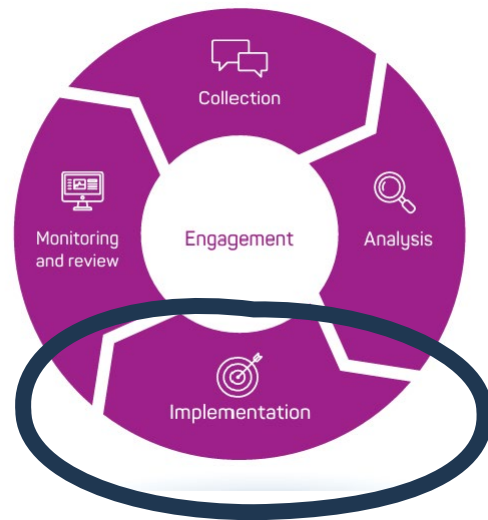 Collection
Monitoring
and review
Engagement
Analysis
Implementation